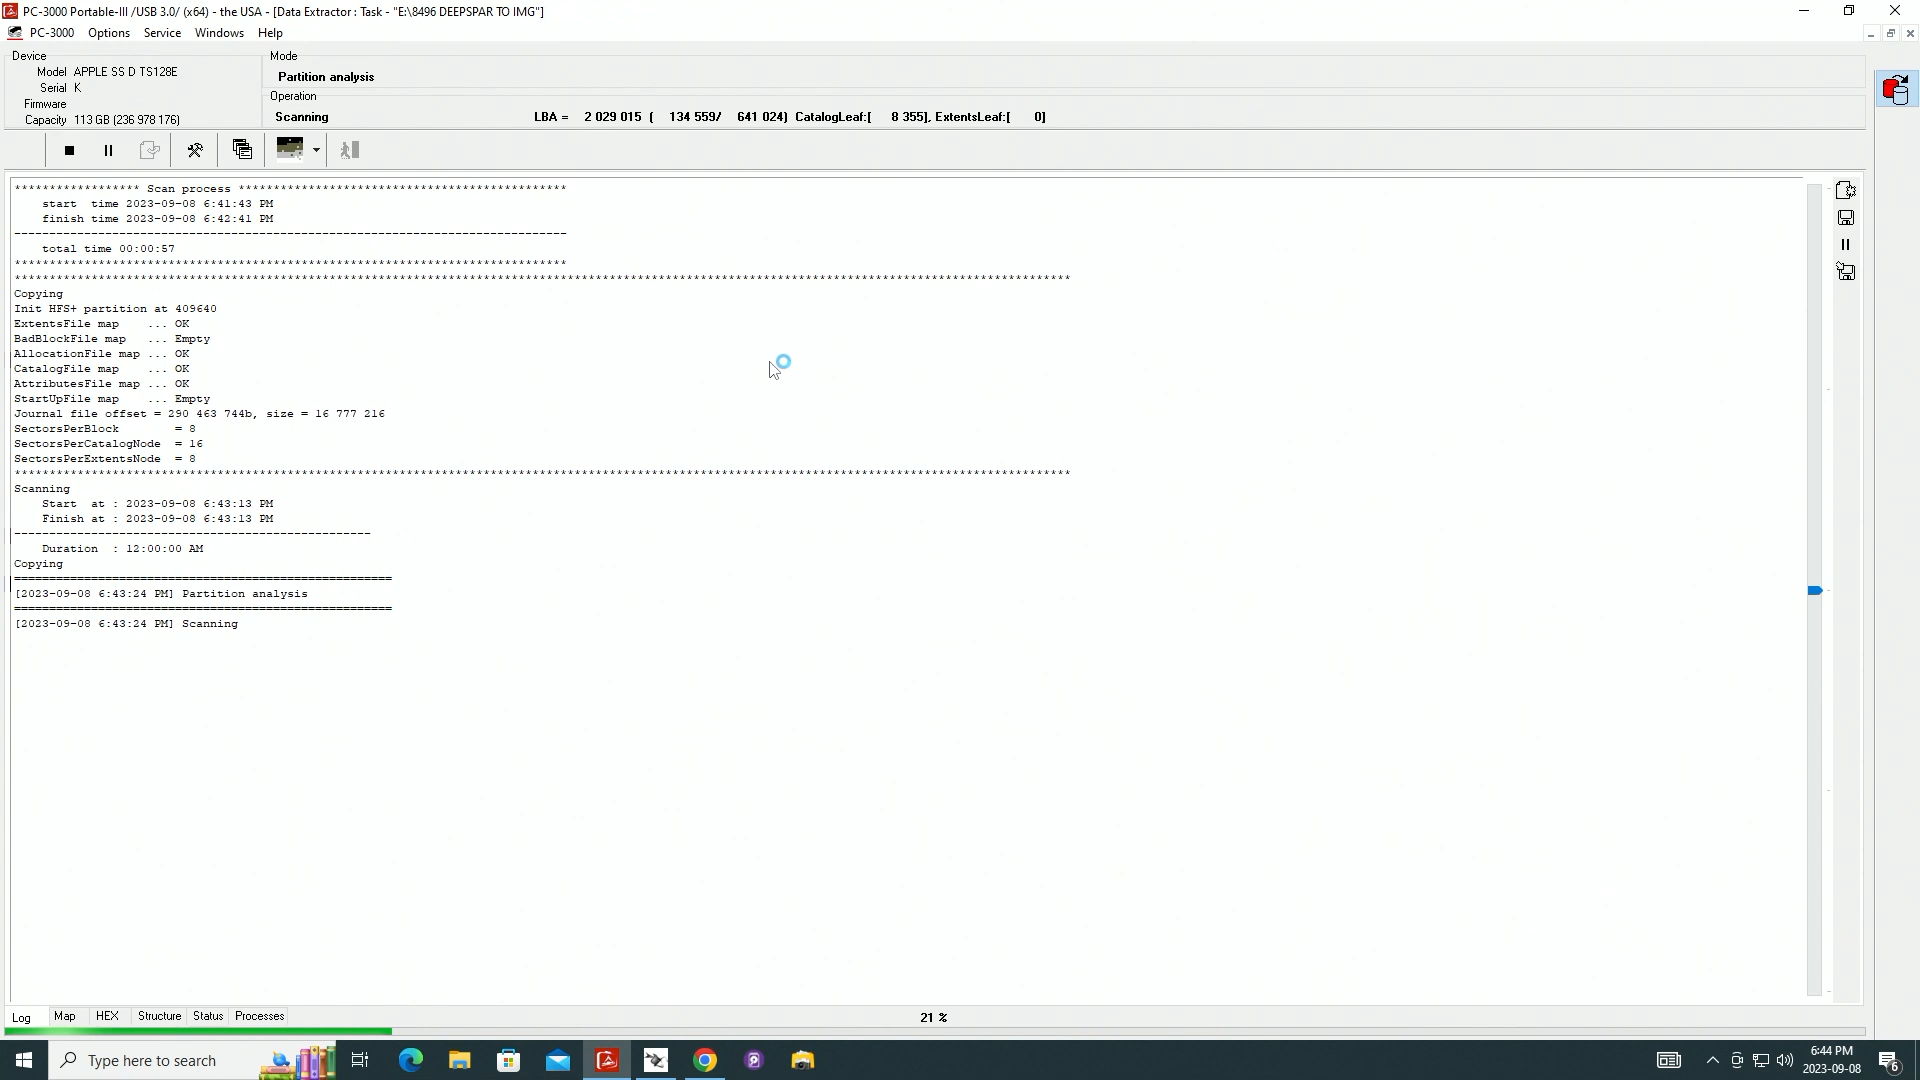 PC-3000 Portable-III /USB 3.0/ (x64) - the USA - [Data Extractor : Task - "E:\8496 DEEPSPAR TO IMG"]
PC-3000 Options Service Windows Help
Device
Model APPLE SS D TS128E
Serial K
Firmware
Capacity 113 GB (236 978 176)
Mode
Partition analysis
Operation
Scanning LBA = 2 029 015 ( 134 559/ 641 024) CatalogLeaf:[ 8 355], ExtentsLeaf:[ 0]
****************** Scan process ***********************************************
start time 2023-09-08 6:41:43 PM
finish time 2023-09-08 6:42:41 PM
-------------------------------------------------------------------------------
total time 00:00:57
*******************************************************************************
*******************************************************************************************************************************************************
Copying
Init HFS+ partition at 409640
ExtentsFile map ... OK
BadBlockFile map ... Empty
AllocationFile map ... OK
CatalogFile map ... OK
AttributesFile map ... OK
StartUpFile map ... Empty
Journal file offset = 290 463 744b, size = 16 777 216
SectorsPerBlock = 8
SectorsPerCatalogNode = 16
SectorsPerExtentsNode = 8
*******************************************************************************************************************************************************
Scanning
Start at : 2023-09-08 6:43:13 PM
Finish at : 2023-09-08 6:43:13 PM
---------------------------------------------------
Duration : 12:00:00 AM
Copying
======================================================
[2023-09-08 6:43:24 PM] Partition analysis
======================================================
[2023-09-08 6:43:24 PM] Scanning
Log Map HEX Structure Status Processes 21 %
Type here to search
6:44 PM
2023-09-08
6